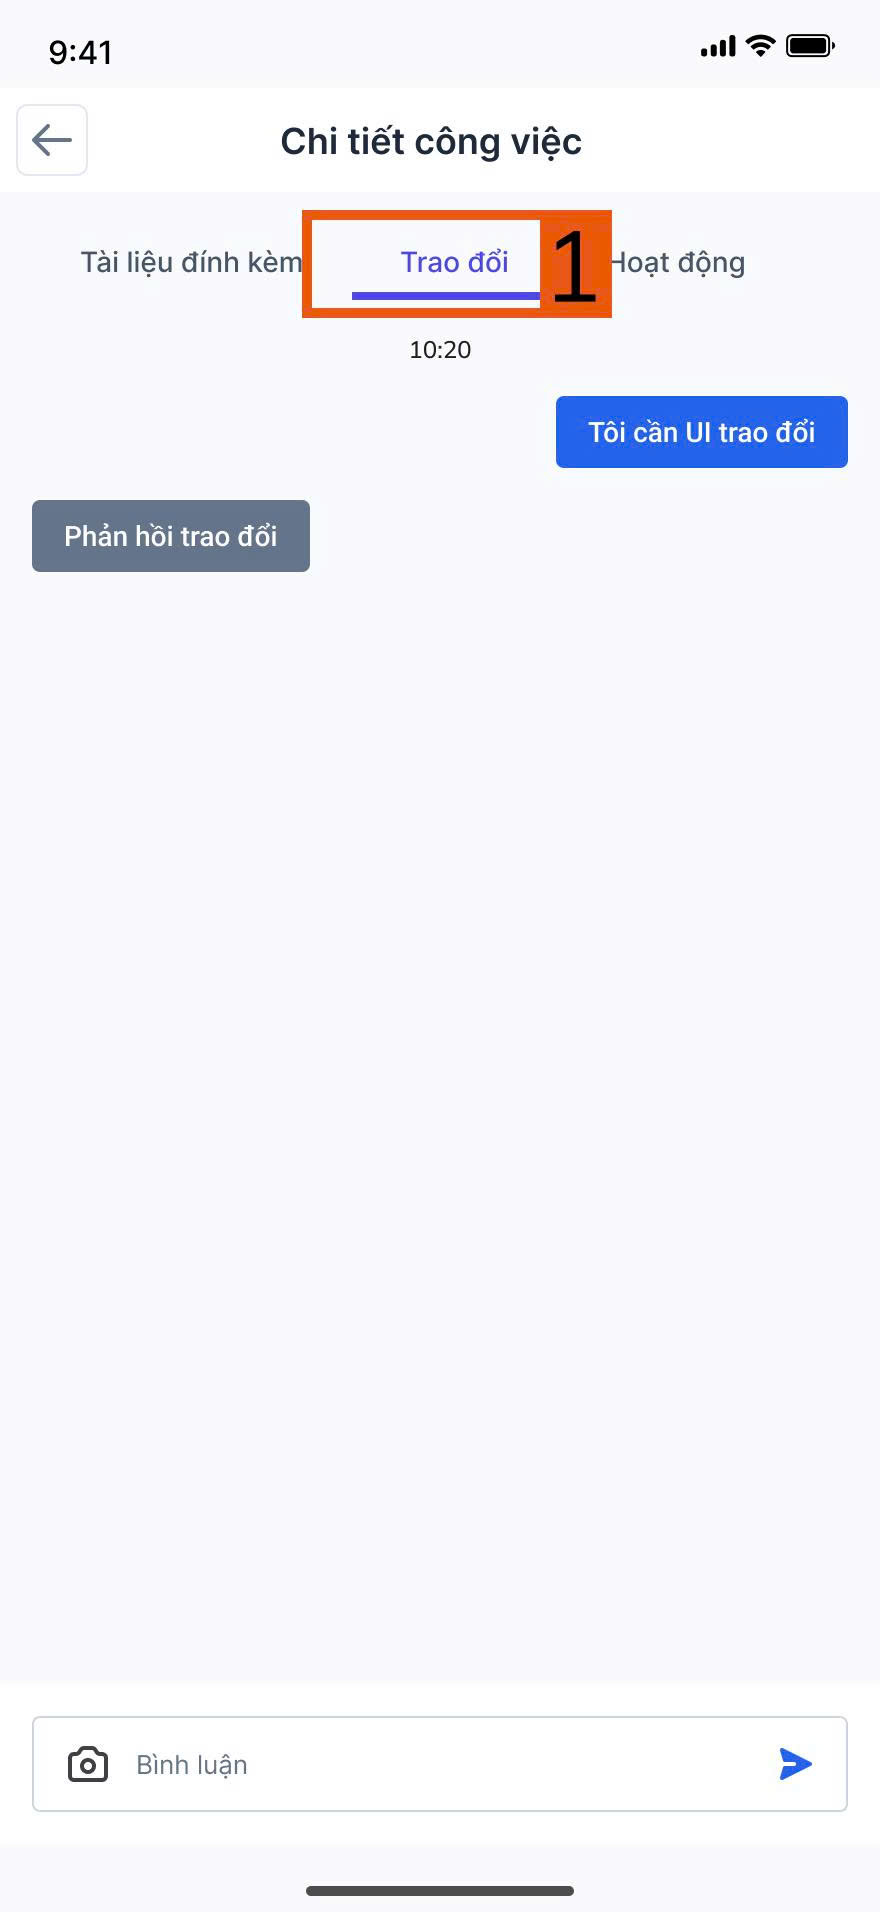 9:41
Chi tiết công việc
Tài liệu đính kèm Trao đổi 1 Hoạt động
10:20
Tôi cần UI trao đổi
Phản hồi trao đổi
Bình luận